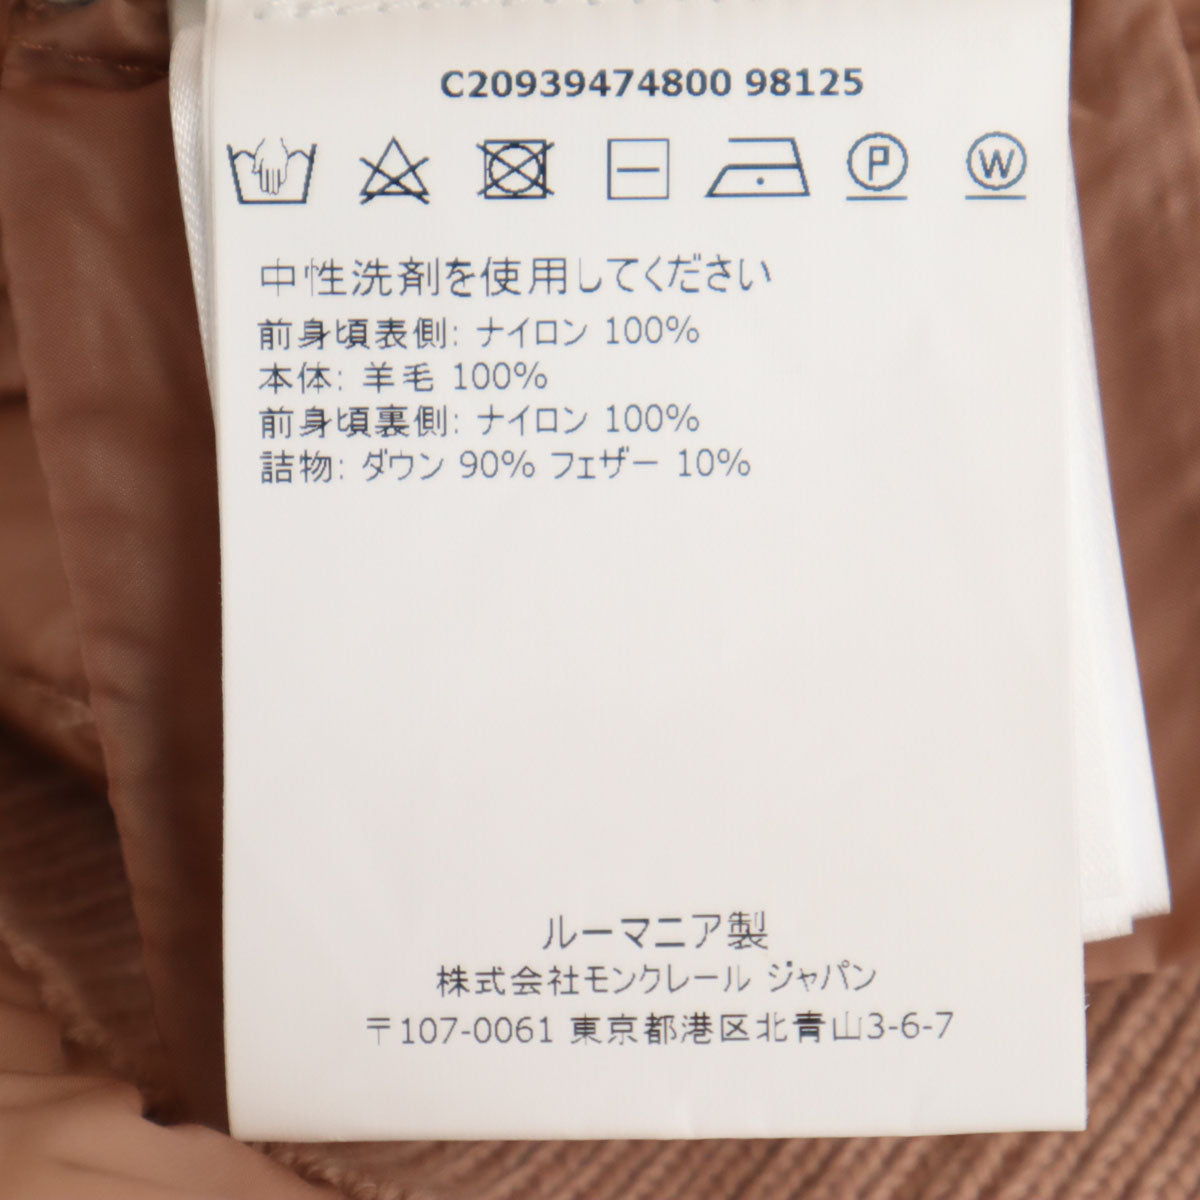 C20939474800 98125
P W
中性洗剤を使用してください
前身頃表側: ナイロン 100%
本体: 羊毛 100%
前身頃裏側: ナイロン 100%
詰物: ダウン 90% フェザー 10%
ルーマニア製
株式会社モンクレール ジャパン
〒107-0061 東京都港区北青山3-6-7